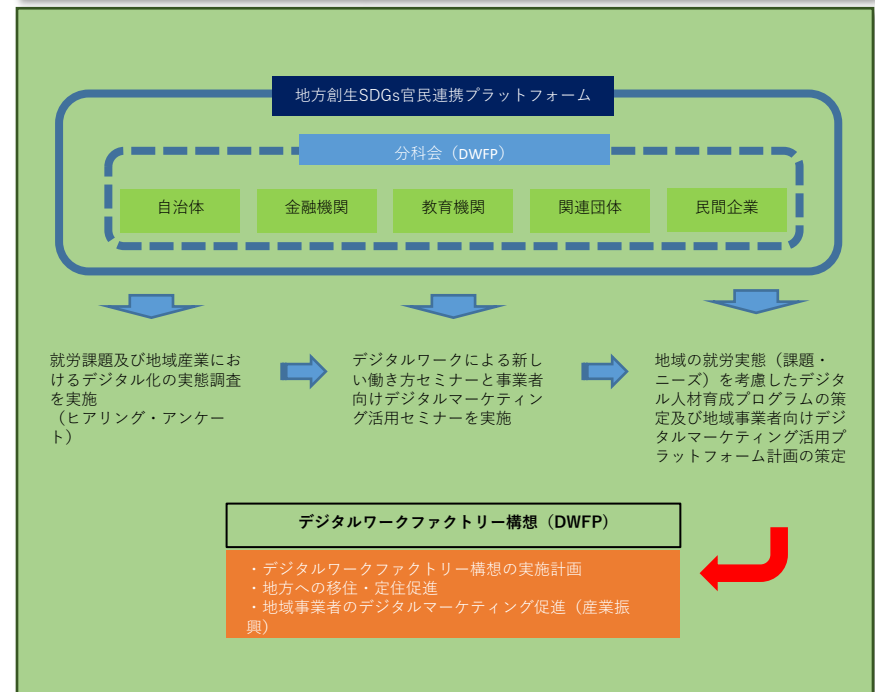 地方創生SDGs官民連携プラットフォーム
分科会（DWFP）
自治体
金融機関
教育機関
関連団体
民間企業
就労課題及び地域産業にお
けるデジタル化の実態調査
を実施
（ヒアリング・アンケー
ト）
デジタルワークによる新し
い働き方セミナーと事業者
向けデジタルマーケティン
グ活用セミナーを実施
地域の就労実態（課題・
ニーズ）を考慮したデジタ
ル人材育成プログラムの策
定及び地域事業者向けデジ
タルマーケティング活用プ
ラットフォーム計画の策定
デジタルワークファクトリー構想（DWFP）
・デジタルワークファクトリー構想の実施計画
・地方への移住・定住促進
・地域事業者のデジタルマーケティング促進（産業振
興）